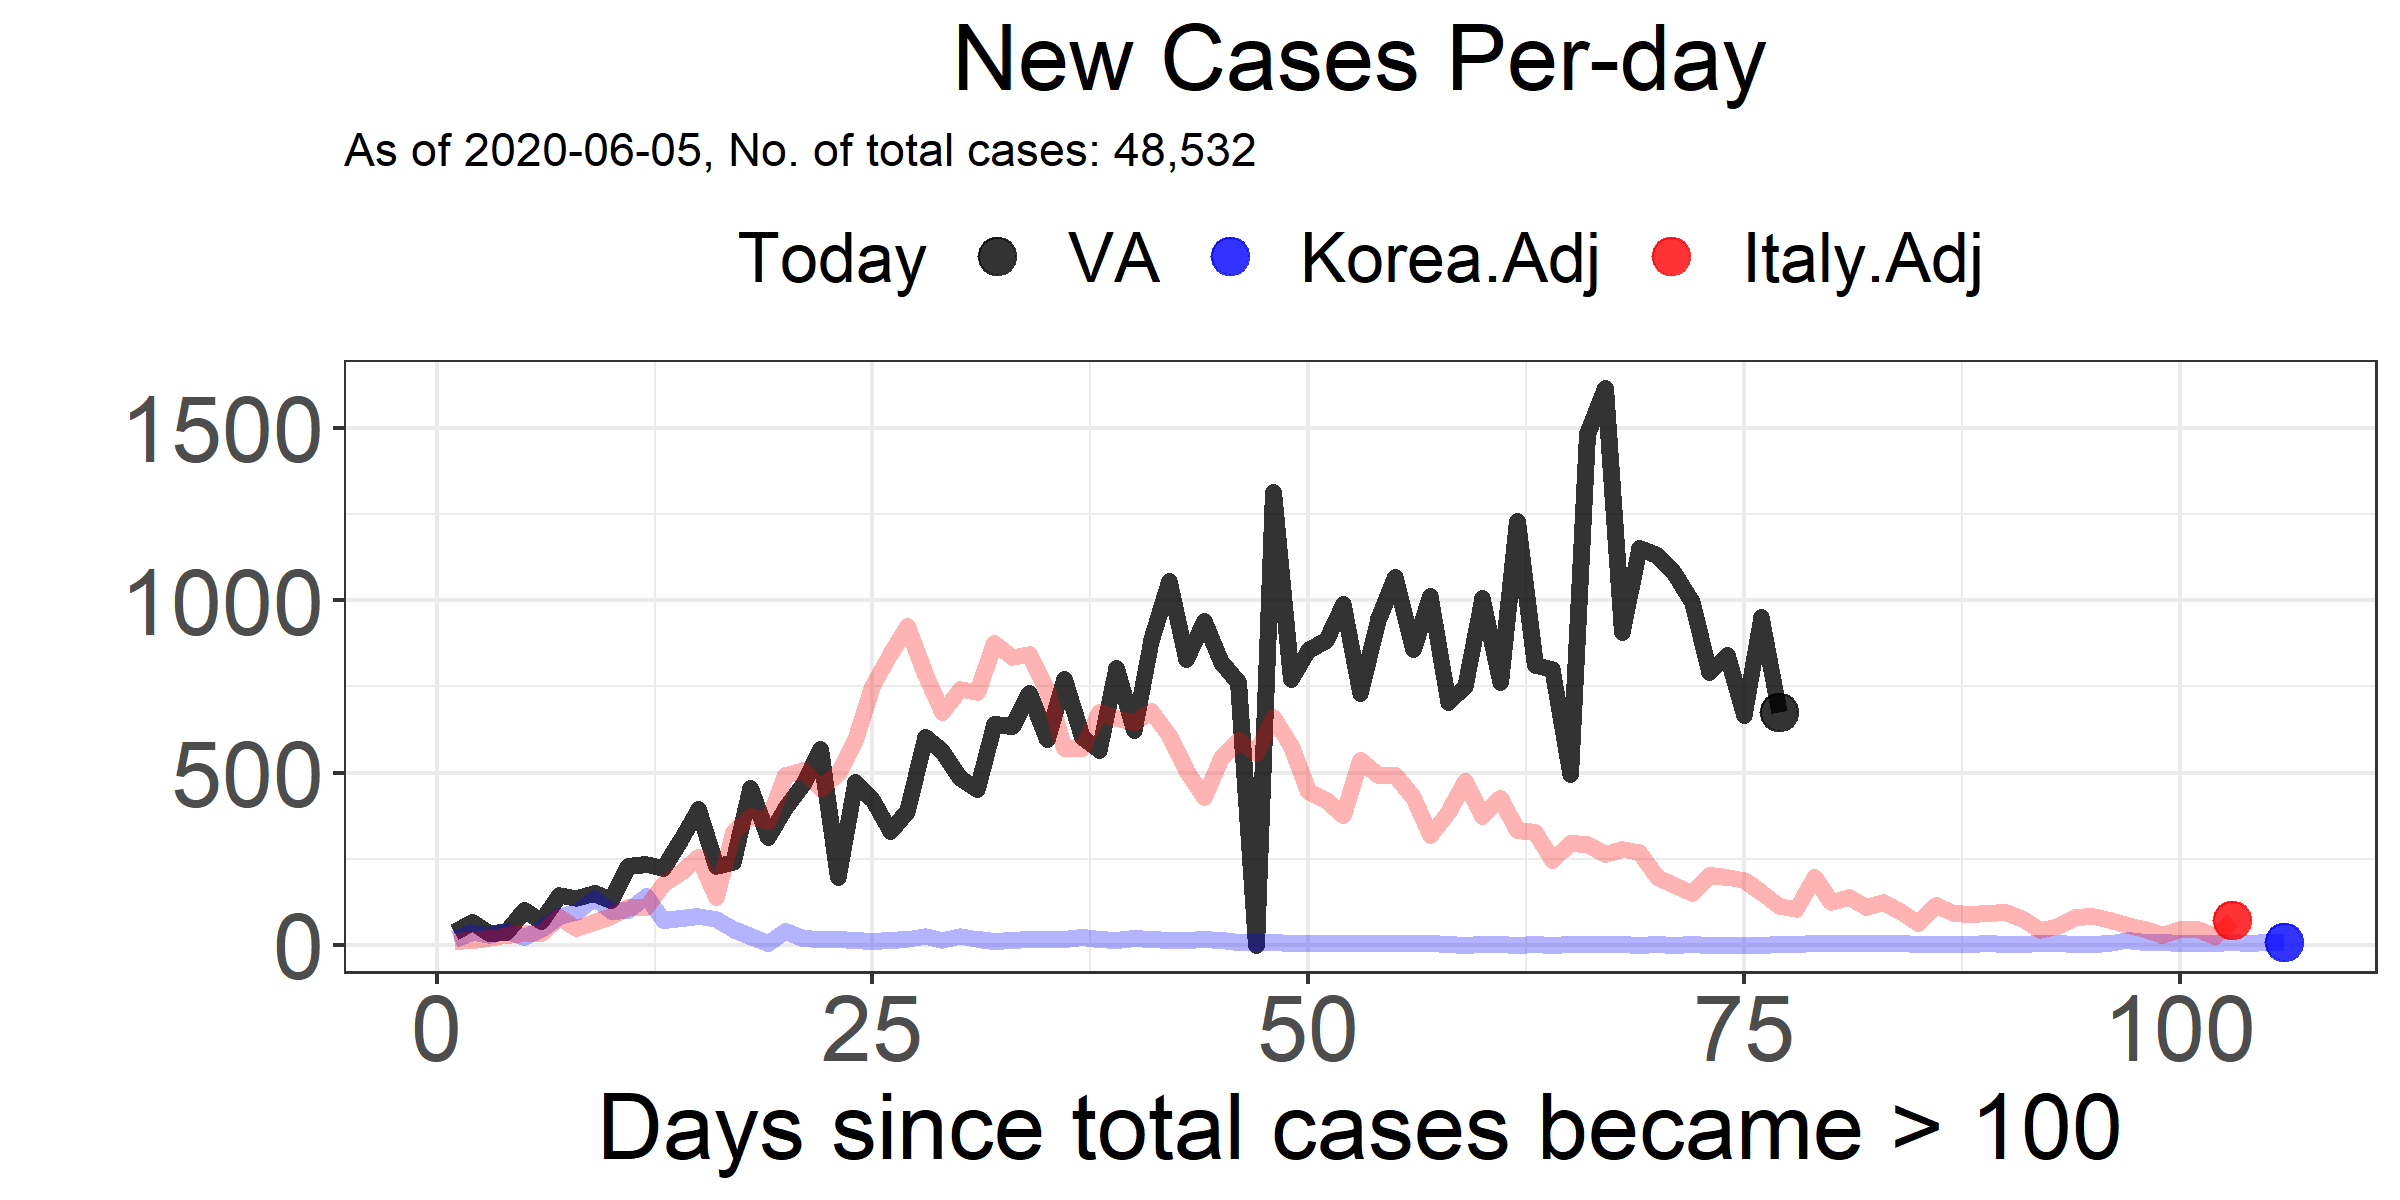 New Cases Per-day
As of 2020-06-05, No. of total cases: 48,532
Today VA Korea.Adj Italy.Adj
1500
1000
500
0
0 25 50 75 100
Days since total cases became > 100